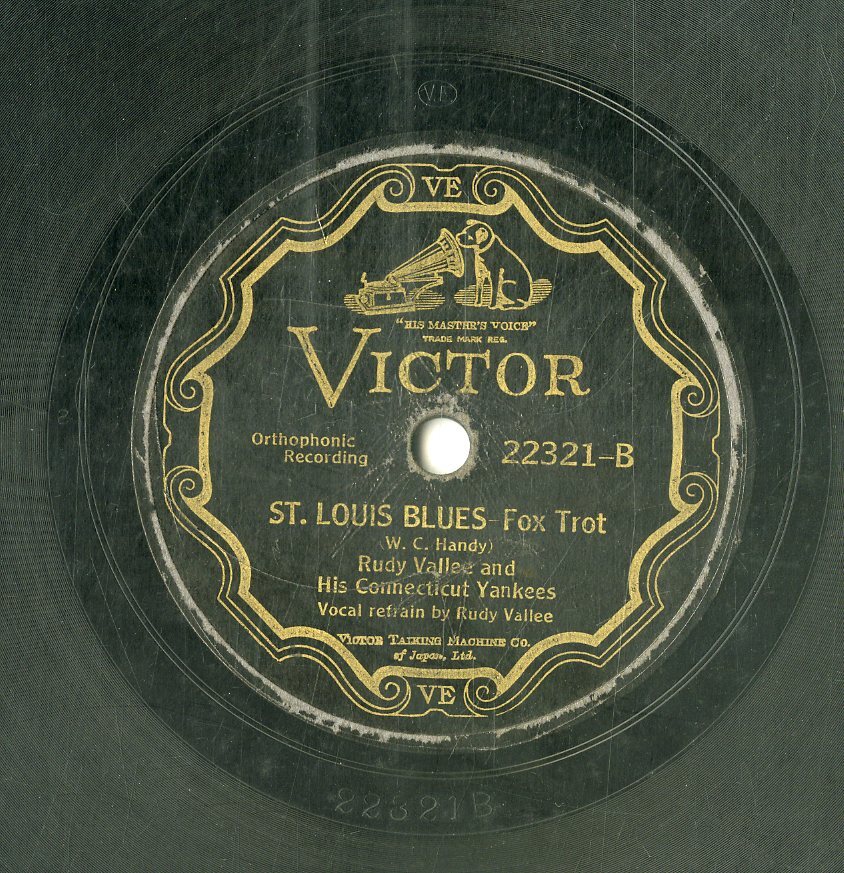 VE
VE
"HIS MASTER'S VOICE"
TRADE MARK REG.
VICTOR
Orthophonic
Recording
22321-B
ST. LOUIS BLUES-Fox Trot
(W. C. Handy)
Rudy Vallee and
His Connecticut Yankees
Vocal refrain by Rudy Vallee
VICTOR TALKING MACHINE CO.
of Japan, Ltd.
VE
22321B